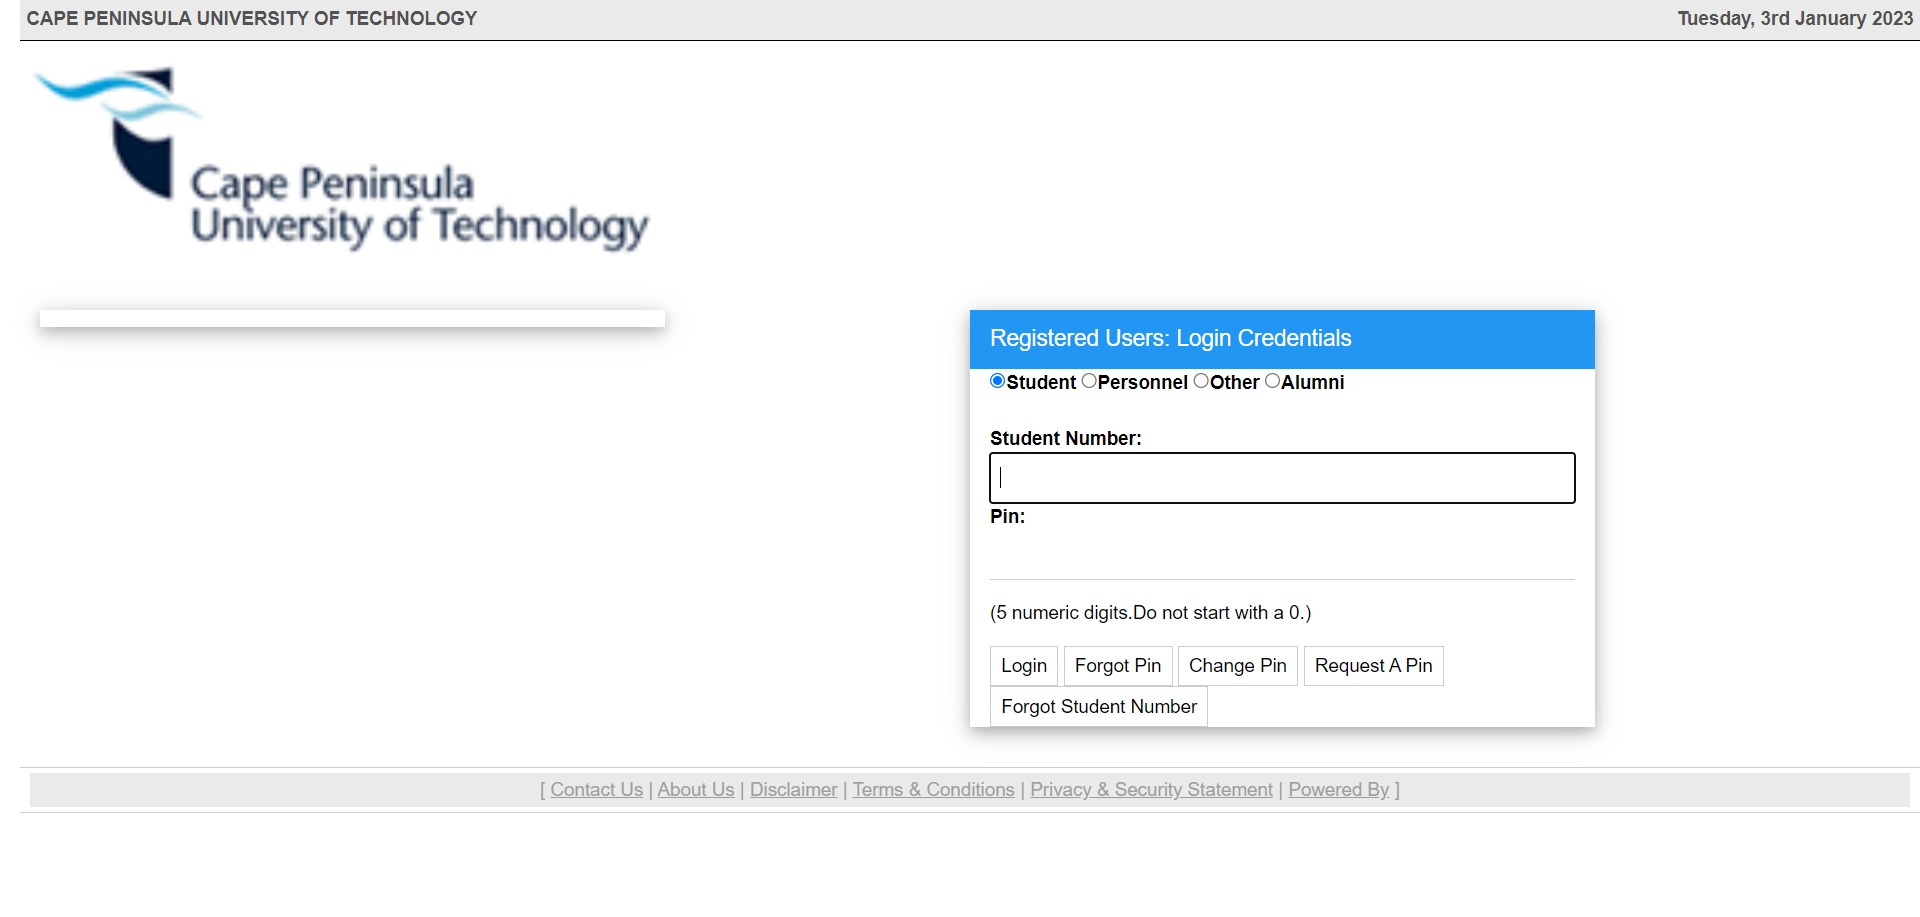 CAPE PENINSULA UNIVERSITY OF TECHNOLOGY
Tuesday, 3rd January 2023
Cape Peninsula
University of Technology
Registered Users: Login Credentials
Student Personnel Other Alumni
Student Number:
Pin:
(5 numeric digits.Do not start with a 0.)
Login Forgot Pin Change Pin Request A Pin
Forgot Student Number
[ Contact Us | About Us | Disclaimer | Terms & Conditions | Privacy & Security Statement | Powered By ]